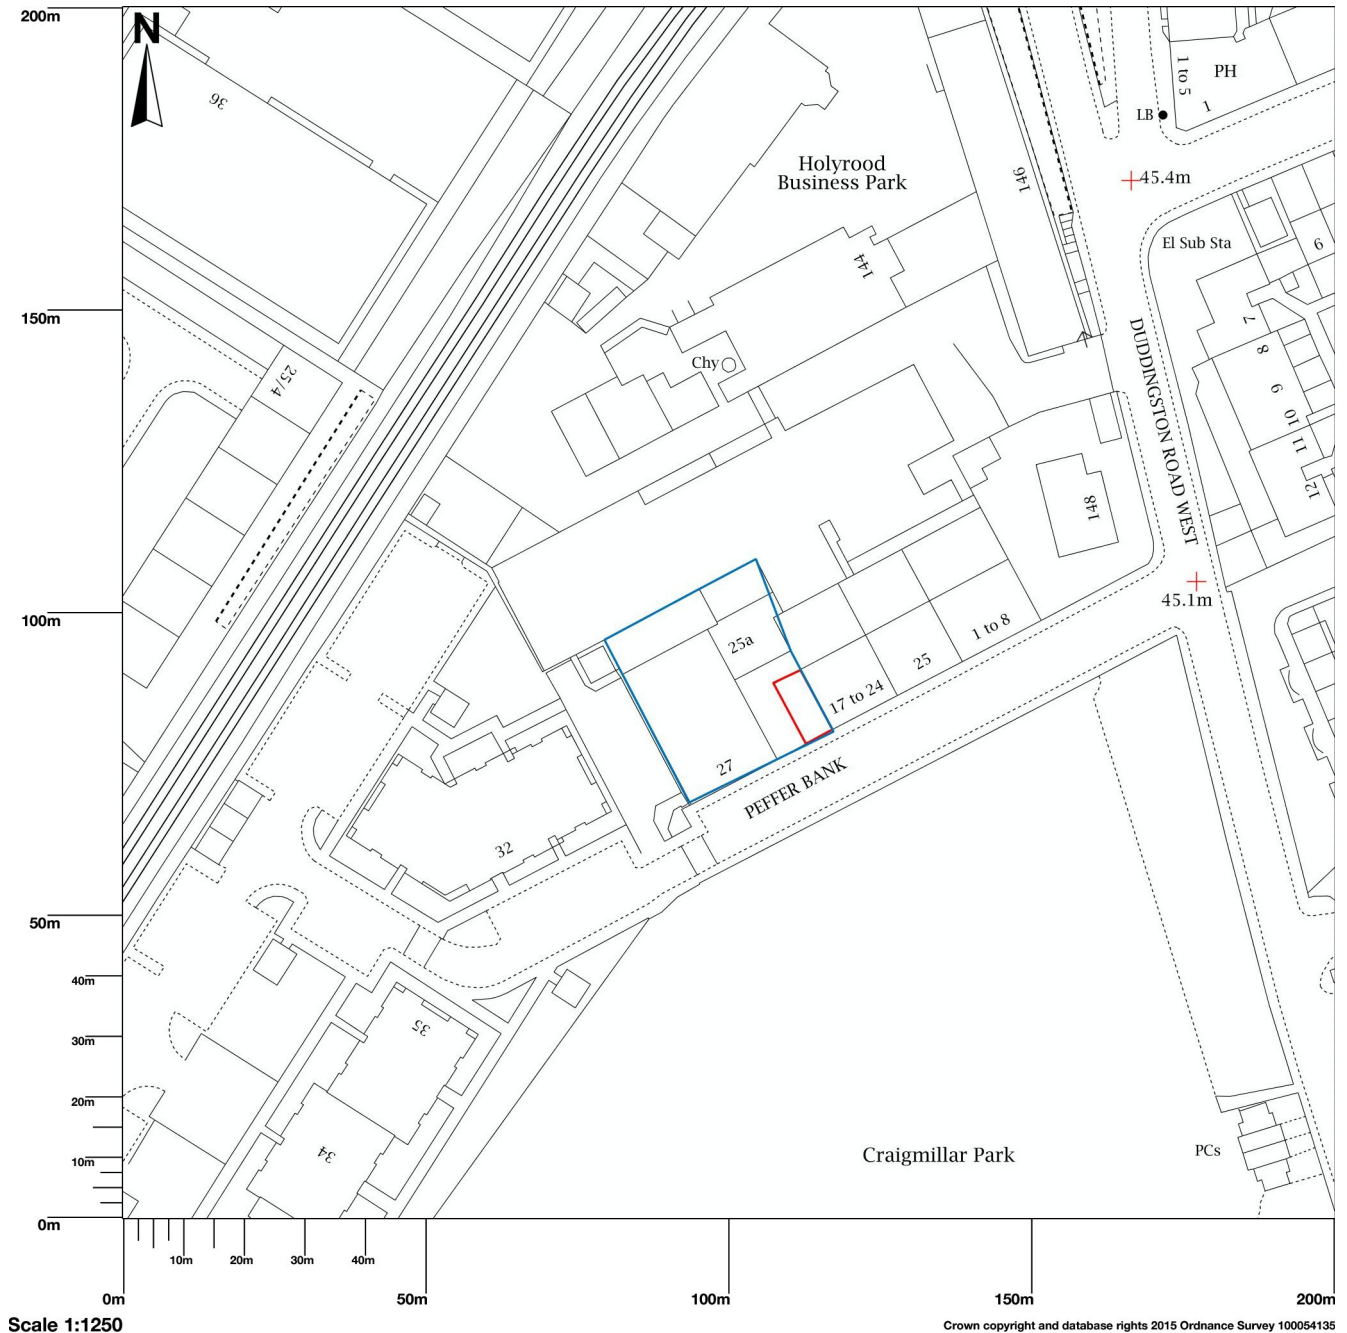 200m
N
36
1 to 5
PH
1
LB
Holyrood
Business Park
146
45.4m
El Sub Sta
6
144
150m
7
8
9
10
11
12
Chy
25/4
DUDDINGSTON ROAD WEST
148
45.1m
100m
25a
1 to 8
25
17 to 24
27
PEFFER BANK
32
50m
40m
35
30m
20m
34
10m
Craigmillar Park
PCs
0m
10m
20m
30m
40m
0m
50m
100m
150m
200m
Scale 1:1250
Crown copyright and database rights 2015 Ordnance Survey 100054135